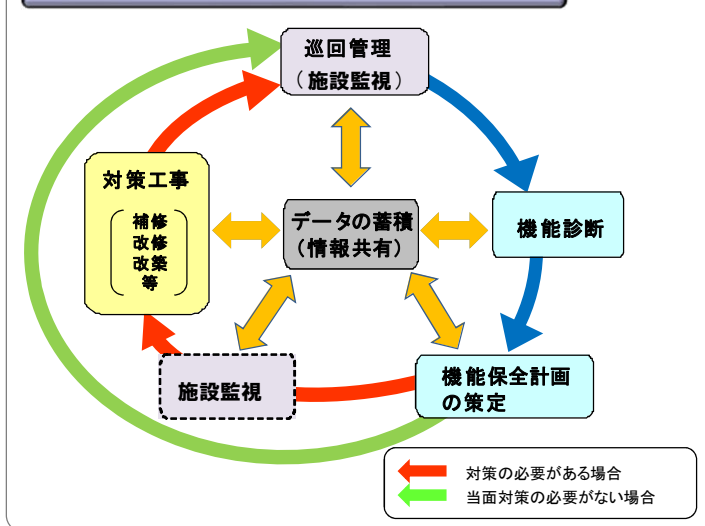 巡回管理
（施設監視）
対策工事
補修
改修
改築
等
データの蓄積
（情報共有）
機能診断
施設監視
機能保全計画
の策定
対策の必要がある場合
当面対策の必要がない場合